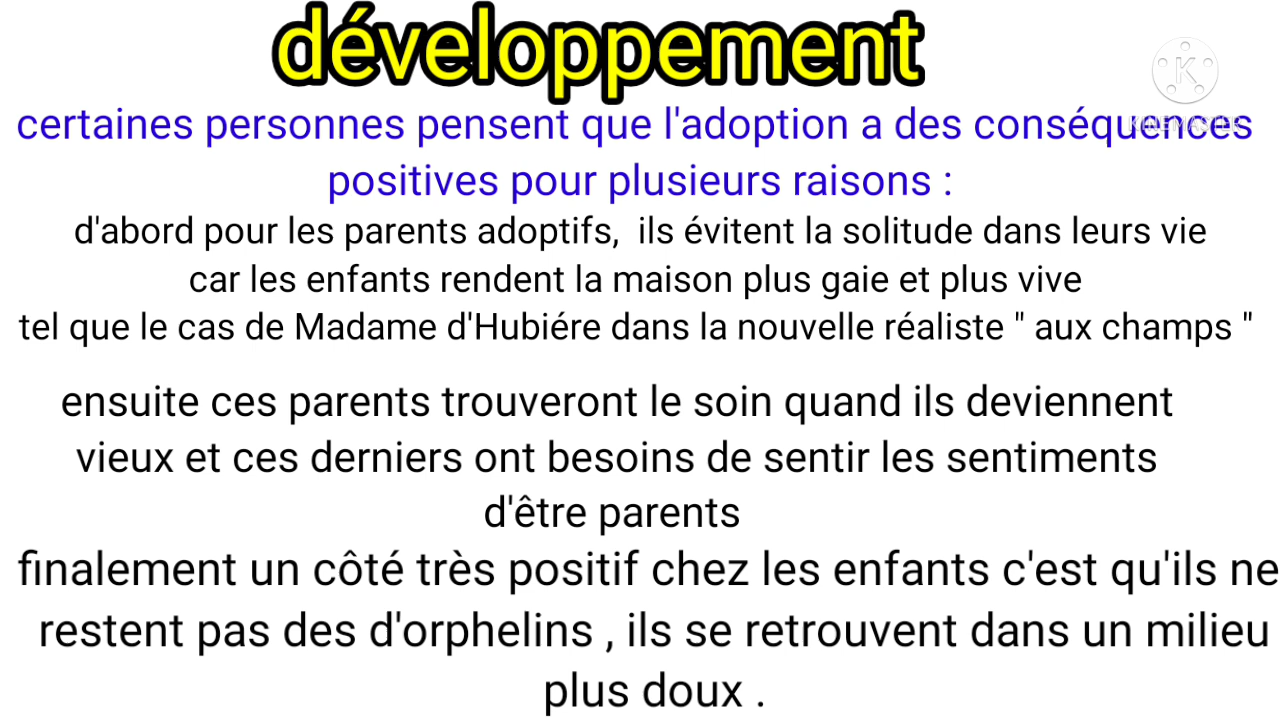 développement
certaines personnes pensent que l'adoption a des conséquences
KINEMASTER
positives pour plusieurs raisons :
d'abord pour les parents adoptifs, ils évitent la solitude dans leurs vie
car les enfants rendent la maison plus gaie et plus vive
tel que le cas de Madame d'Hubiére dans la nouvelle réaliste " aux champs "
ensuite ces parents trouveront le soin quand ils deviennent
vieux et ces derniers ont besoins de sentir les sentiments
d'être parents
finalement un côté très positif chez les enfants c'est qu'ils ne
restent pas des d'orphelins , ils se retrouvent dans un milieu
plus doux .